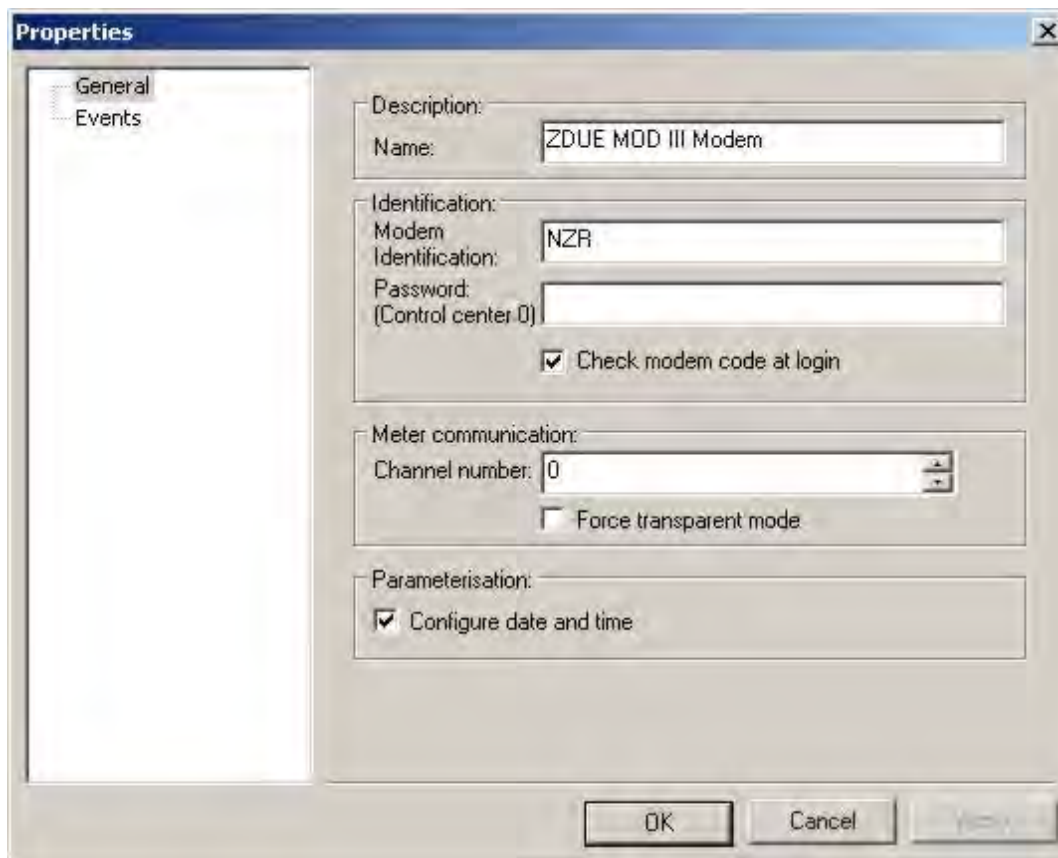 Properties
General
Events
Description:
Name:
ZDUE MOD III Modem
Identification:
Modem
Identification:
NZR
Password:
(Control center 0)
Check modem code at login
Meter communication:
Channel number:
0
Force transparent mode
Parameterisation:
Configure date and time
OK
Cancel